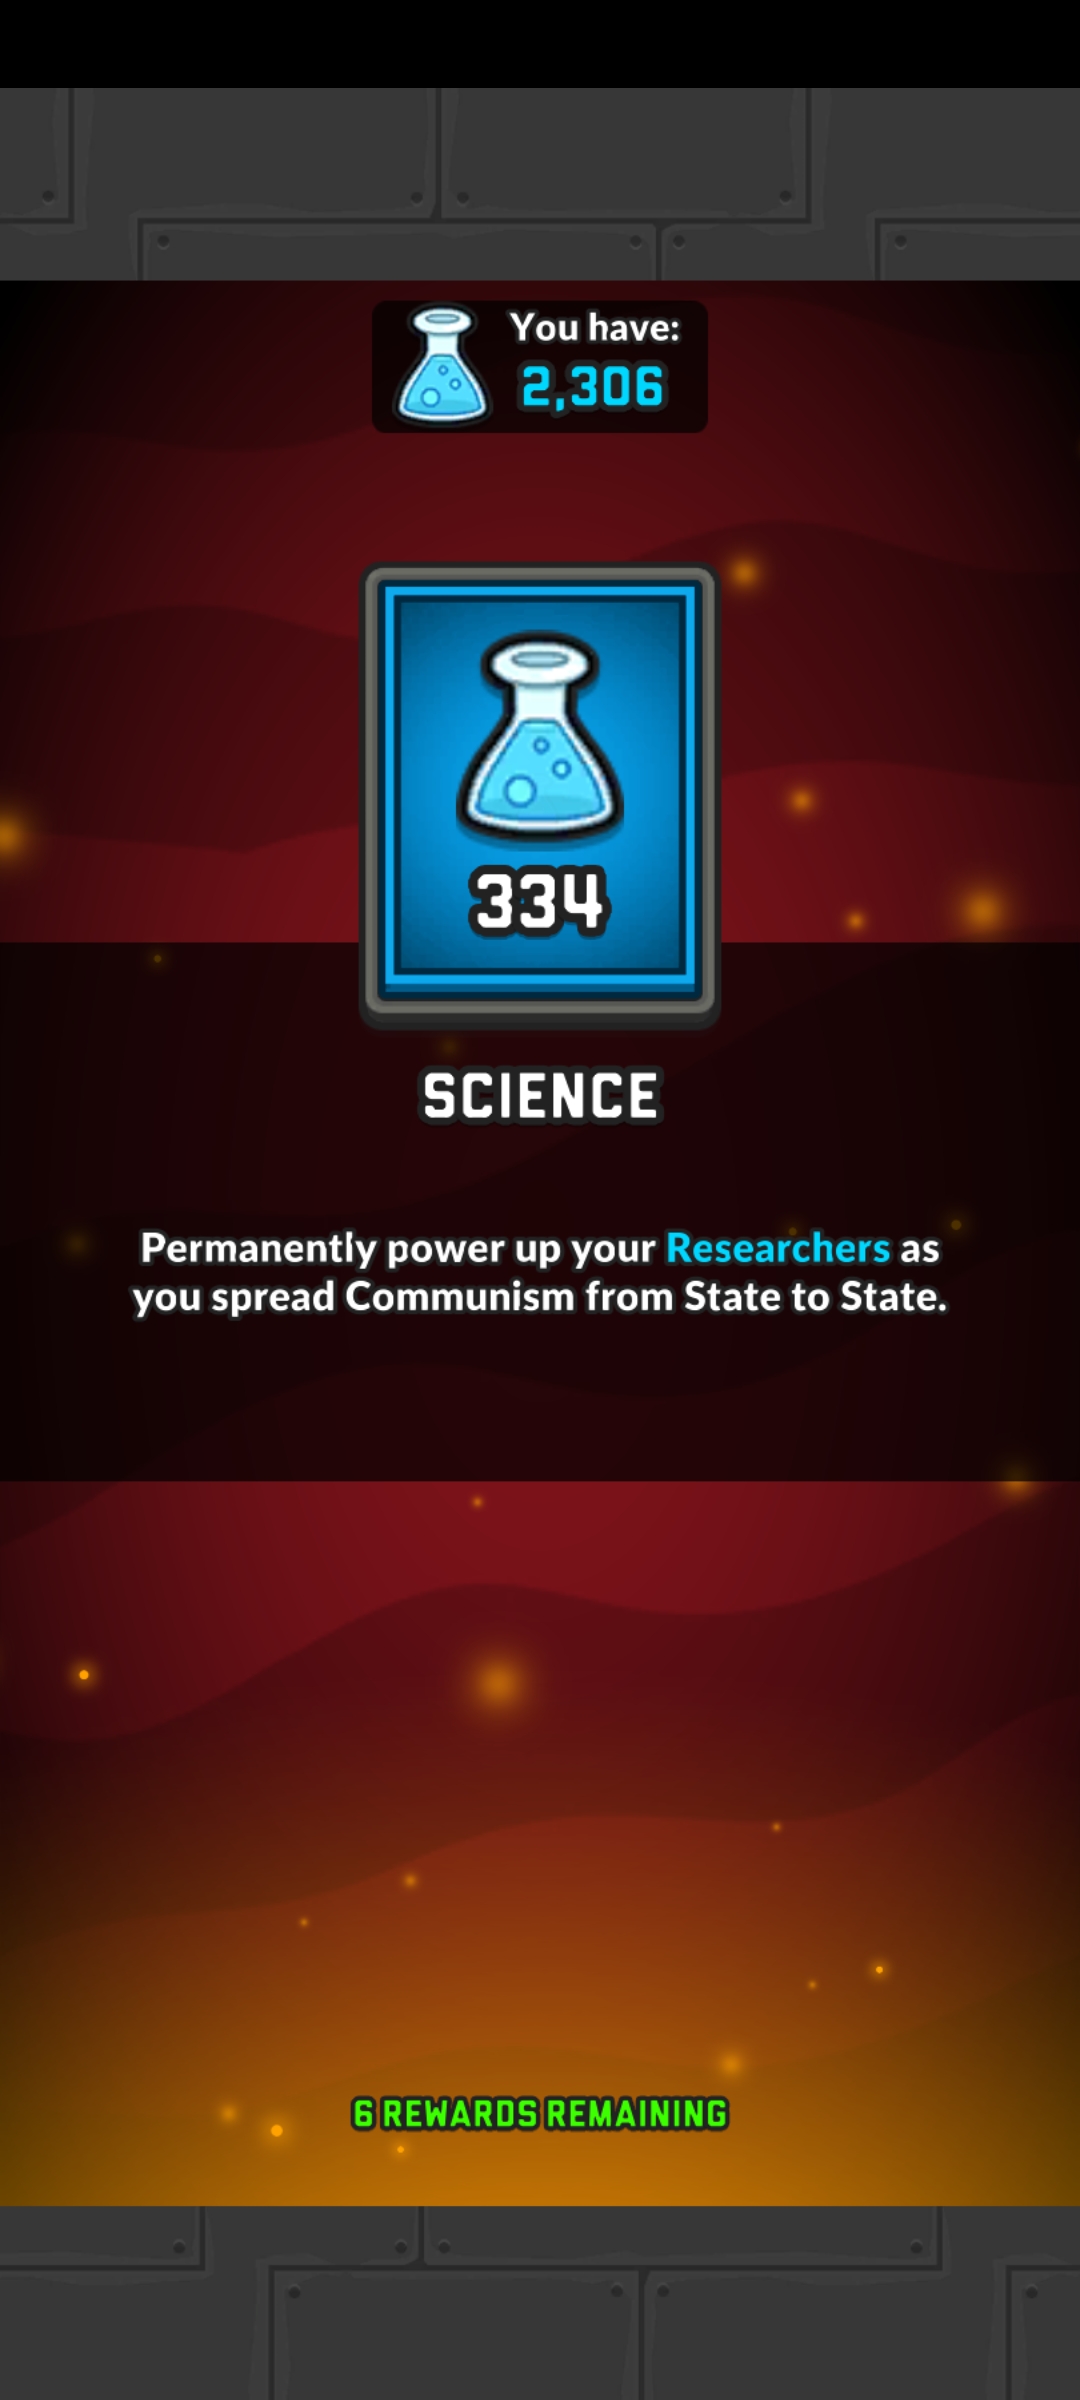 You have:
2,306
334
SCIENCE
Permanently power up your Researchers as
you spread Communism from State to State.
6 REWARDS REMAINING